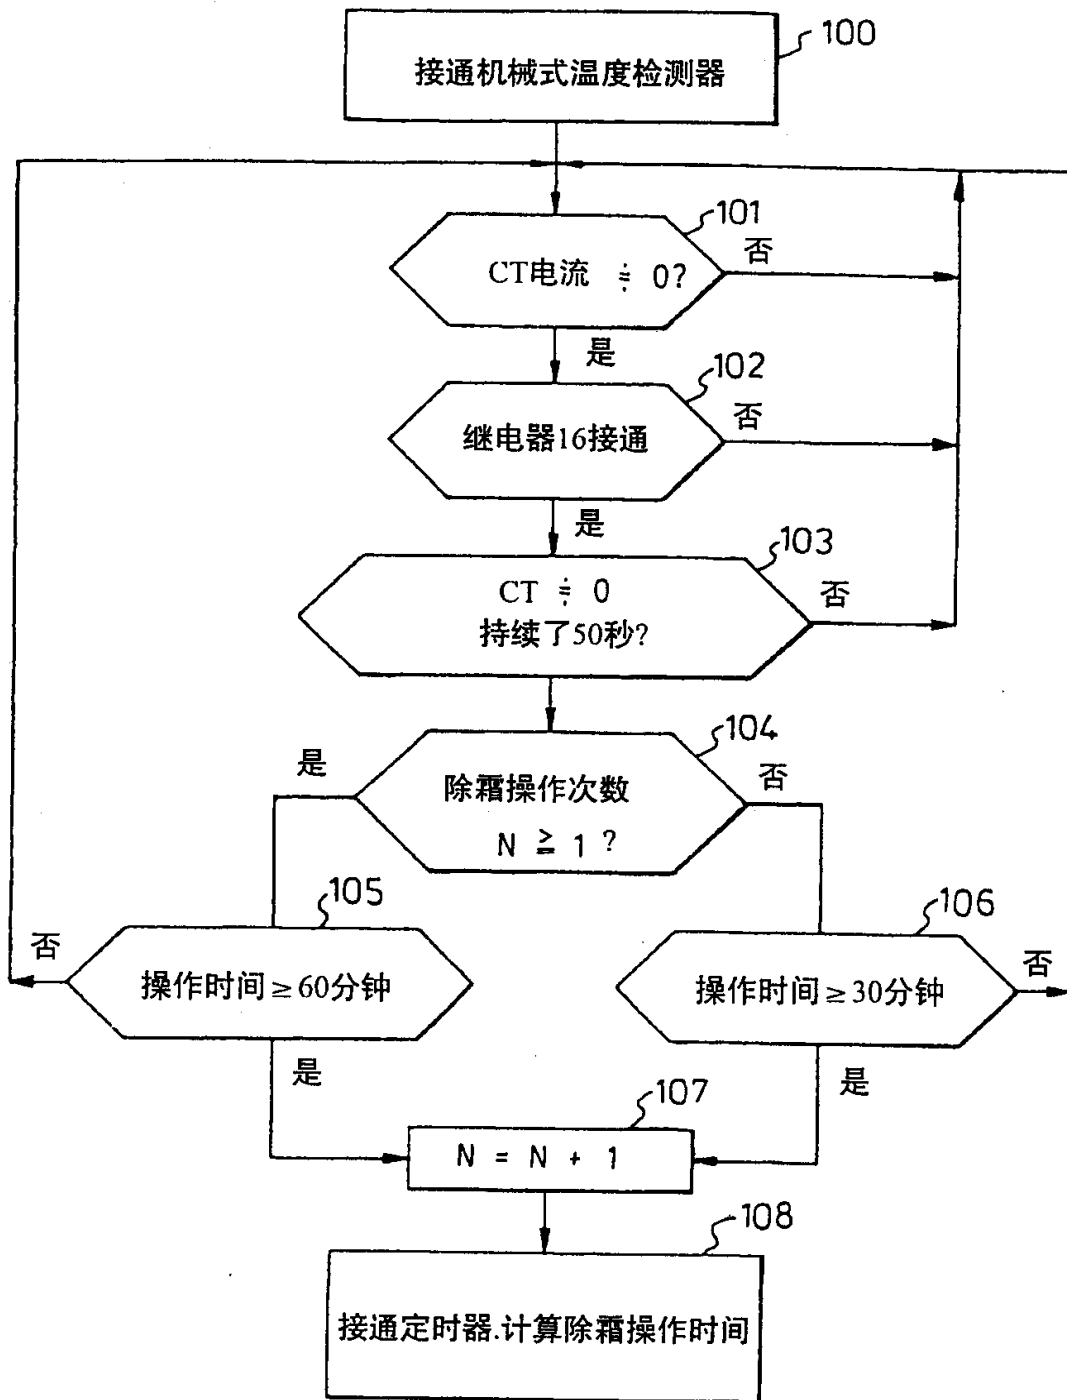 100
接通机械式温度检测器
101
CT电流 ≒ 0?
否
是
102
继电器16接通
否
是
103
CT ≒ 0
持续了50秒?
否
104
是
除霜操作次数
否
N ≧ 1 ?
105
106
否
操作时间≧60分钟
操作时间≧30分钟
否
是
是
107
N = N + 1
108
接通定时器.计算除霜操作时间